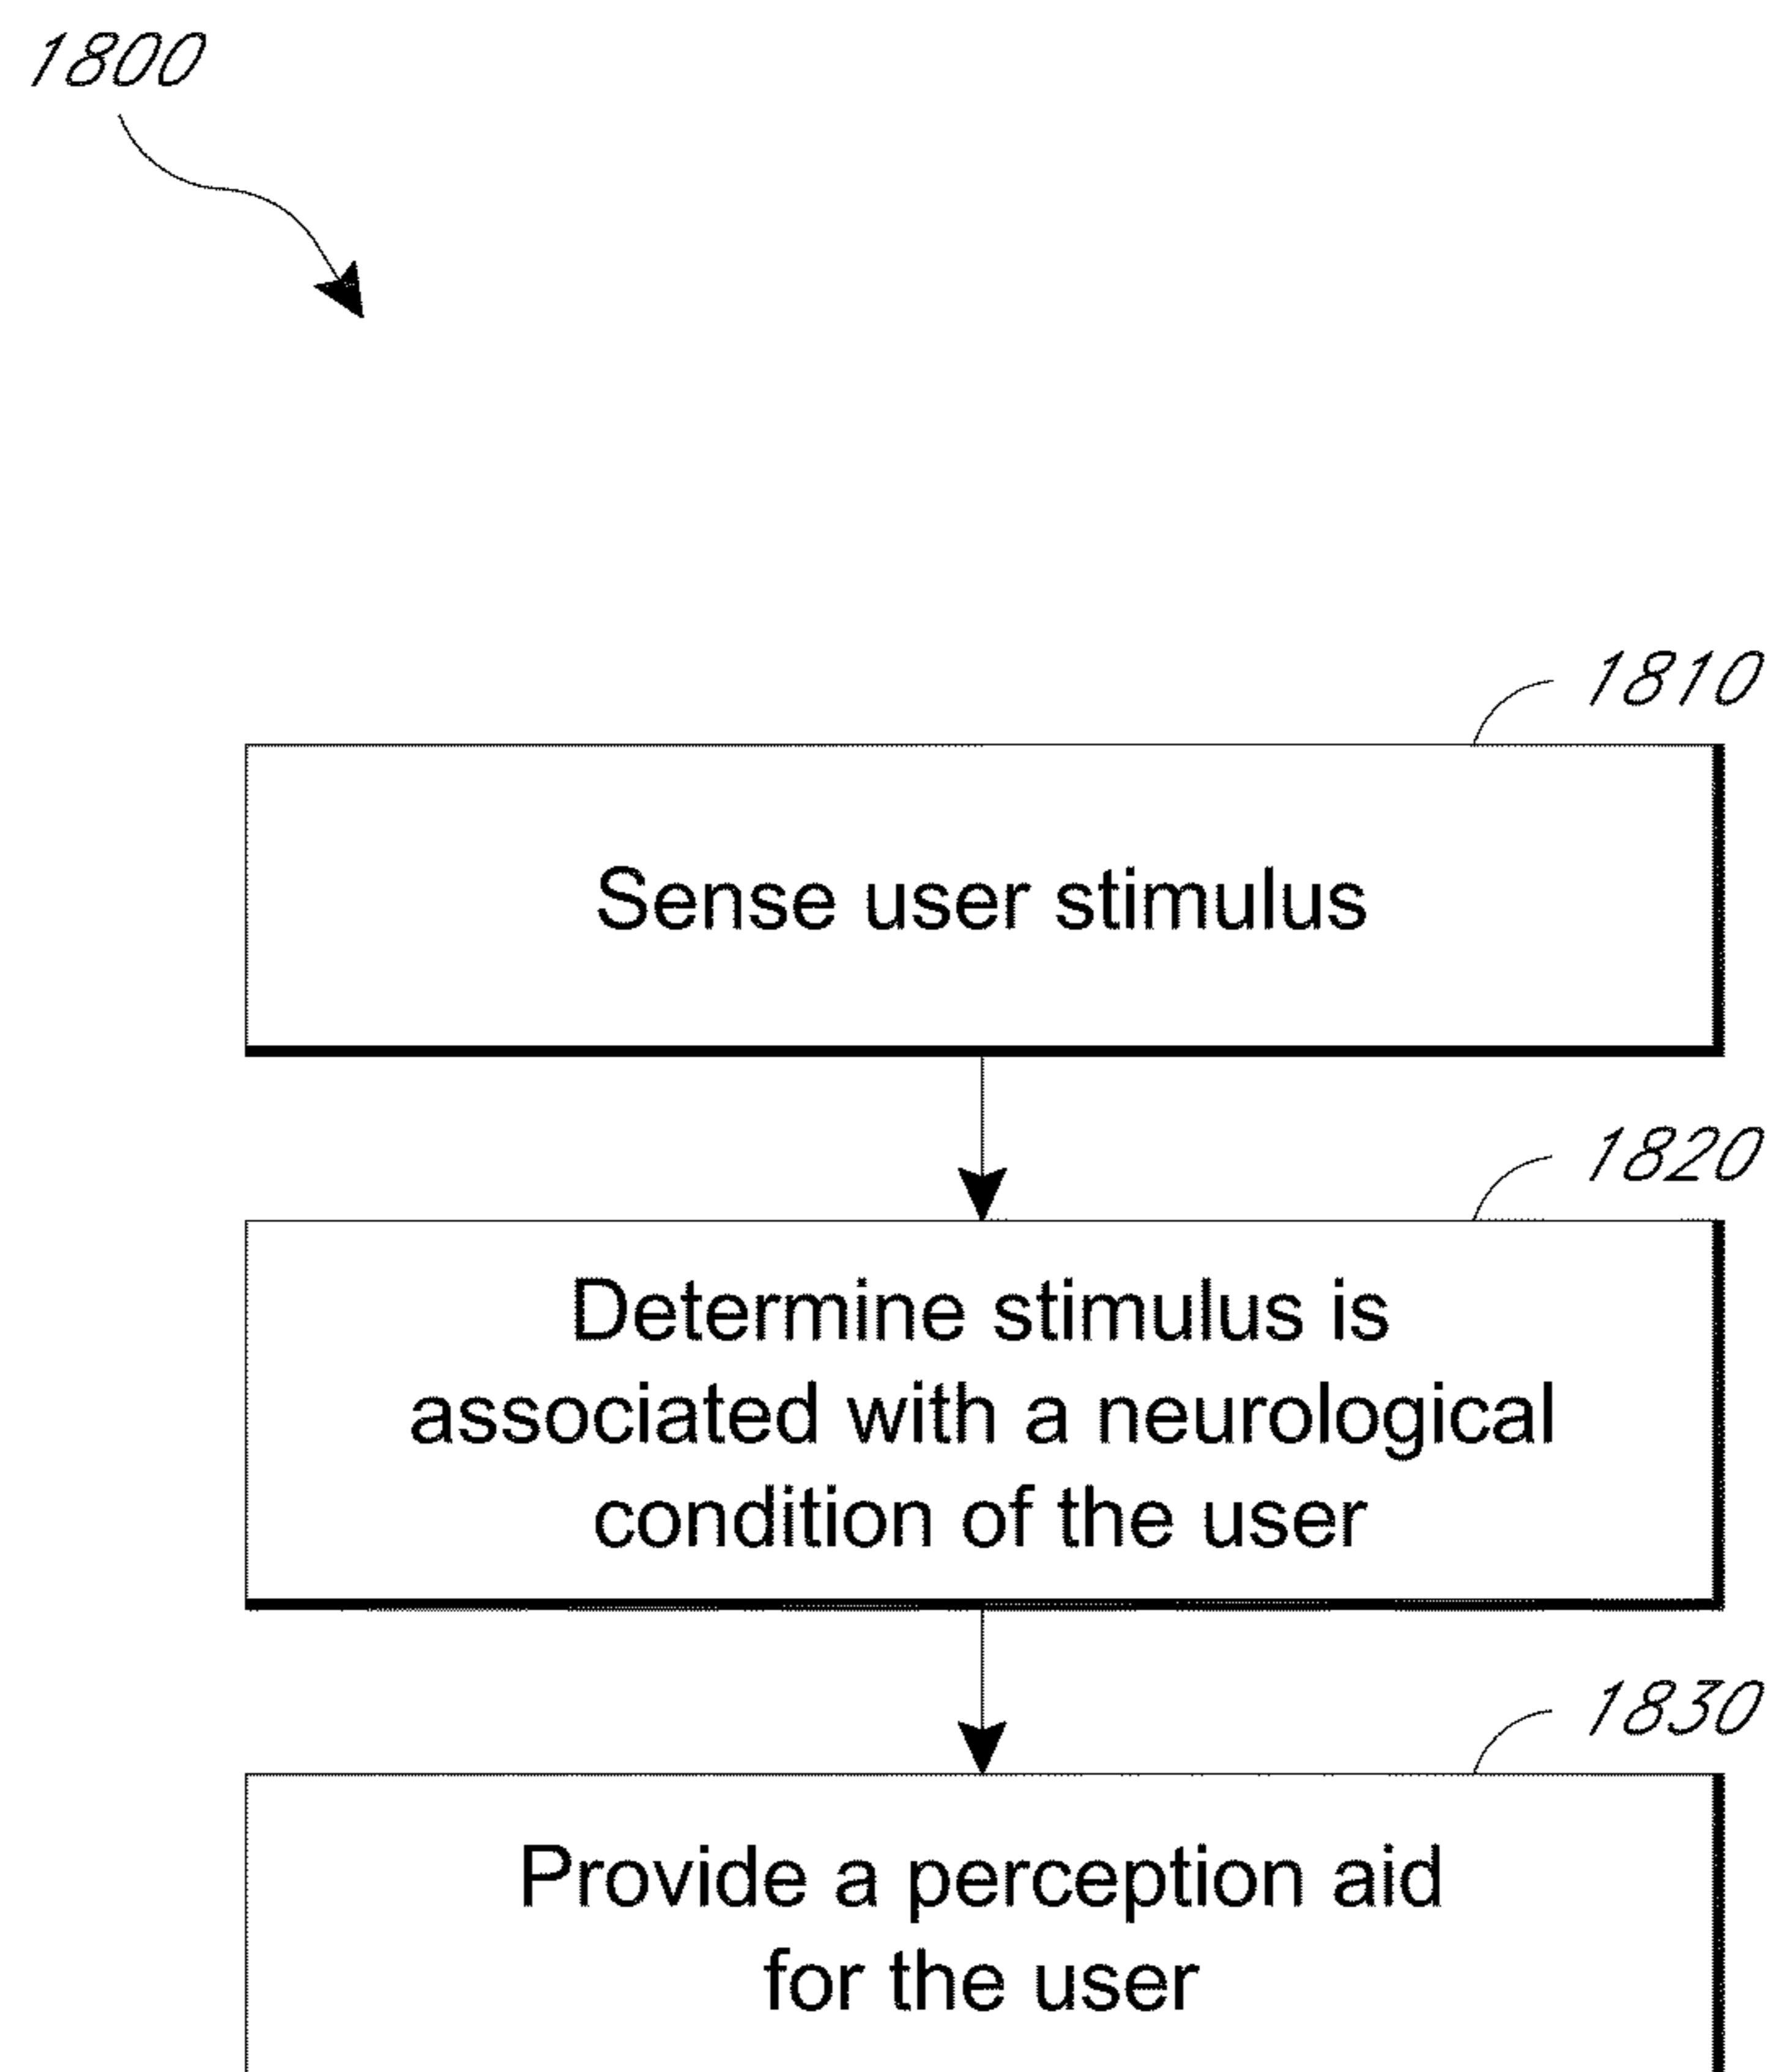 1800
1810
Sense user stimulus
1820
Determine stimulus is
associated with a neurological
condition of the user
1830
Provide a perception aid
for the user